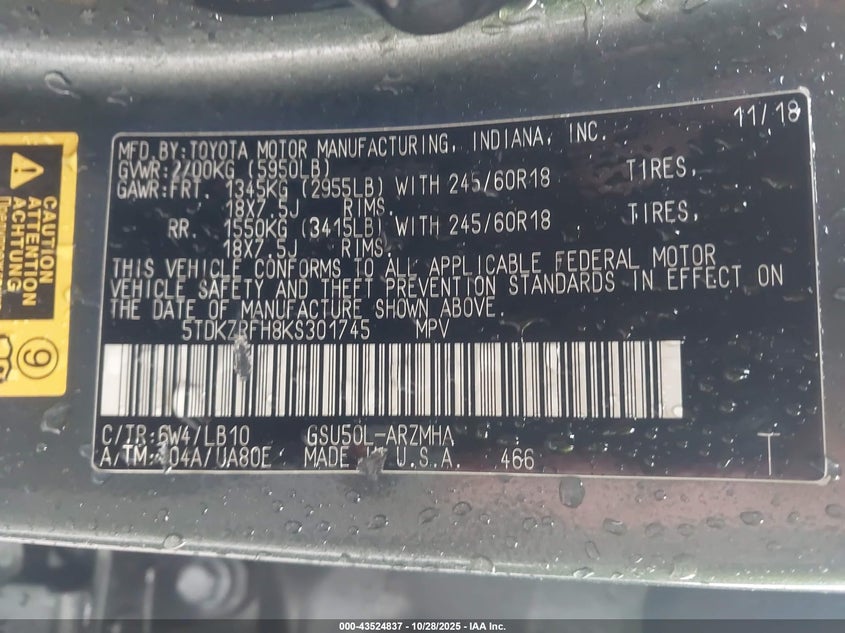 11/18
MFD.BY:TOYOTA MOTOR MANUFACTURING, INDIANA, INC.
GVWR:2700KG (5950LB)
GAWR:FRT. 1345KG (2955LB) WITH 245/60R18 TIRES,
18X7.5J RIMS.
RR. 1550KG (3415LB) WITH 245/60R18 , TIRES,
18X7.5J RIMS.
THIS VEHICLE CONFORMS TO ALL APPLICABLE FEDERAL MOTOR
VEHICLE SAFETY AND THEFT PREVENTION STANDARDS IN EFFECT ON
THE DATE OF MANUFACTURE SHOWN ABOVE.
5TDKZRFH8KS301745 MPV
C/TR:6W4/LB10 GSU50L-ARZMHA
A/TM: 04A/UA80E MADE U.S.A. 466 T
CAUTION
ATTENTION
ACHTUNG
9
000-43524837 | 10/28/2025 - IAA Inc.